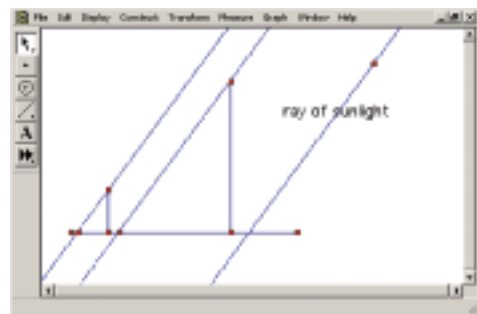 File Edit Display Construct Transform Measure Graph Window Help
ray of sunlight
A